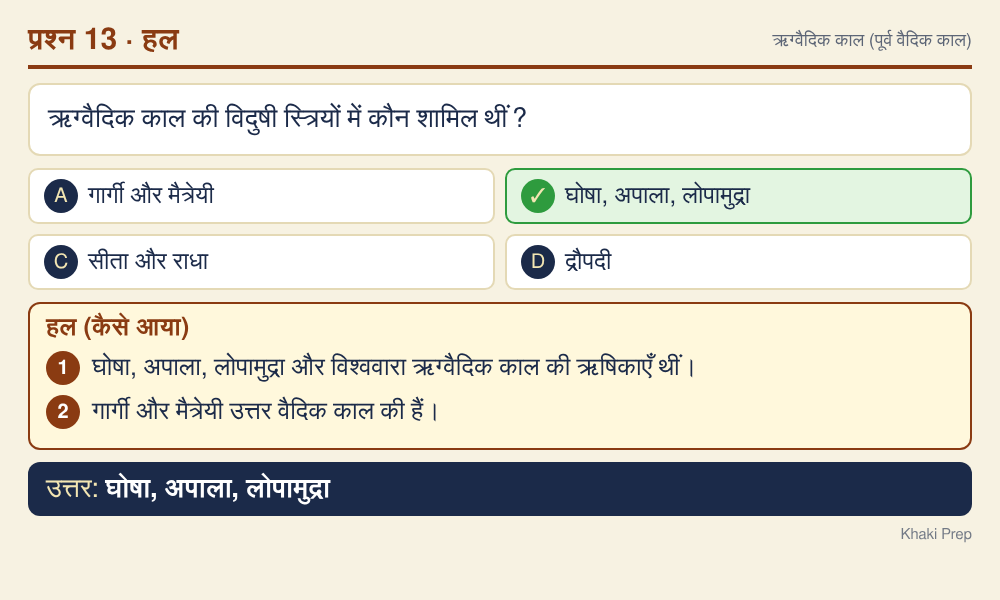 प्रश्न 13 · हल
ऋग्वैदिक काल (पूर्व वैदिक काल)
ऋग्वैदिक काल की विदुषी स्त्रियों में कौन शामिल थीं ?
A गार्गी और मैत्रेयी
✓ घोषा, अपाला, लोपामुद्रा
C सीता और राधा
D द्रौपदी
हल (कैसे आया)
1 घोषा, अपाला, लोपामुद्रा और विश्ववारा ऋग्वैदिक काल की ऋषिकाएँ थीं ।
2 गार्गी और मैत्रेयी उत्तर वैदिक काल की हैं ।
उत्तर: घोषा, अपाला, लोपामुद्रा
Khaki Prep